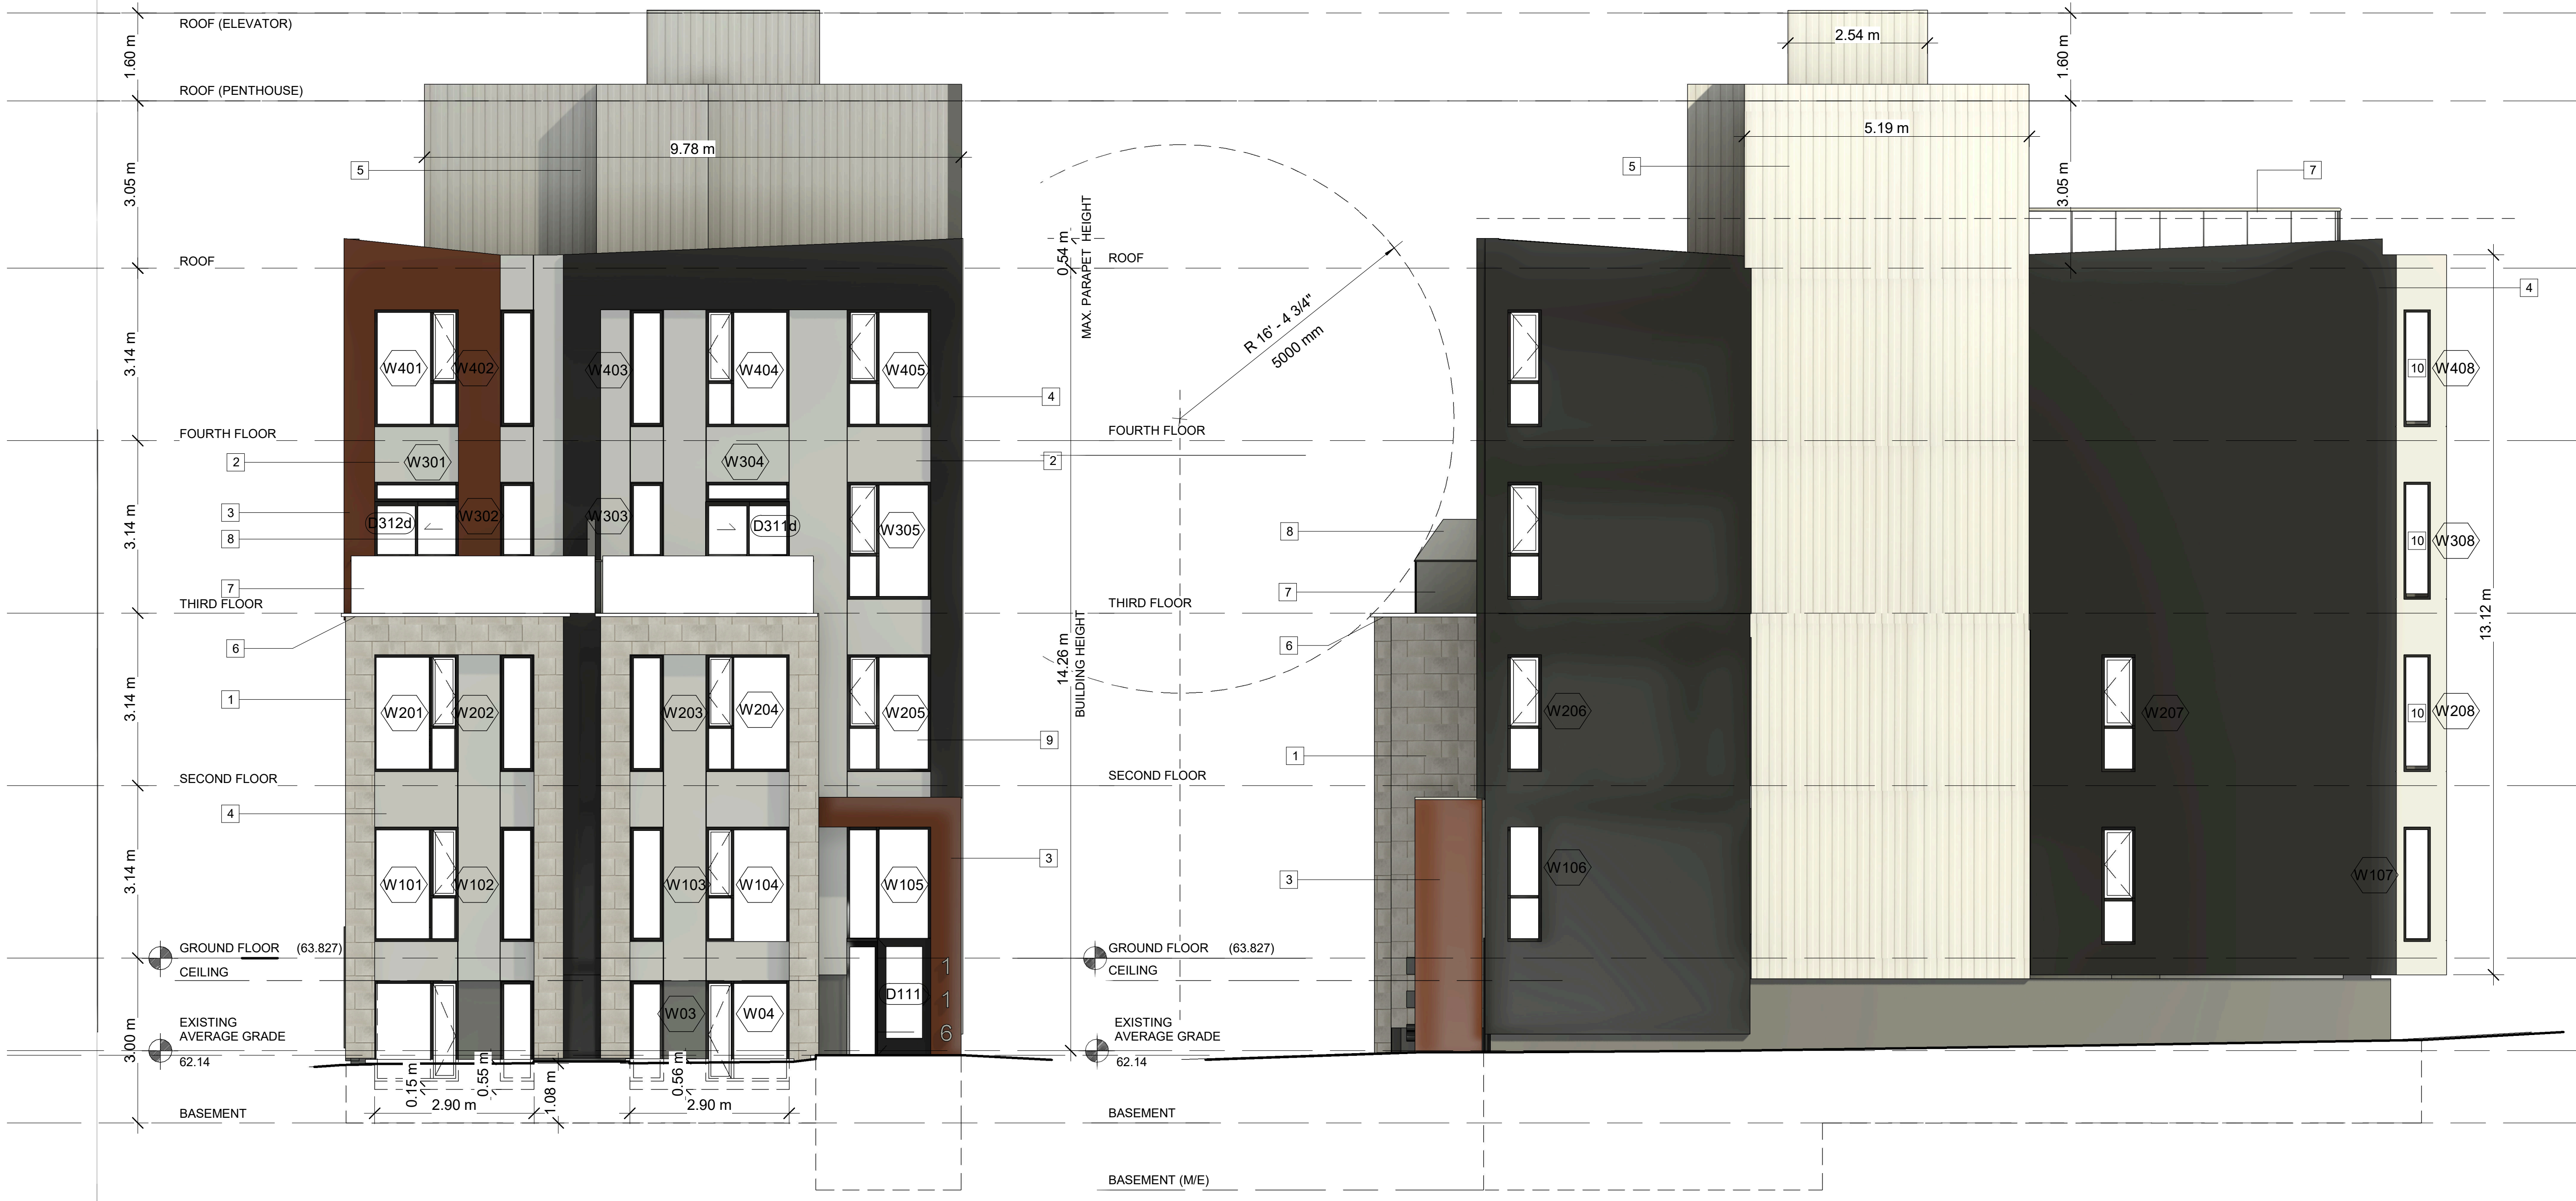 ROOF (ELEVATOR)
1.60 m
ROOF (PENTHOUSE)
3.05 m
9.78 m
5
ROOF
3.14 m
W401
W402
W403
W404
W405
4
FOURTH FLOOR
2
W301
W304
2
3.14 m
3
W302
W303
W305
D312d
D311d
8
7
THIRD FLOOR
6
3.14 m
1
W201
W202
W203
W204
W205
9
SECOND FLOOR
4
3.14 m
3
W101
W102
W103
W104
W105
GROUND FLOOR (63.827)
CEILING
1
1
6
D111
W03
W04
EXISTING
AVERAGE GRADE
62.14
3.00 m
0.15 m
0.55 m
1.08 m
0.56 m
2.90 m
2.90 m
BASEMENT
2.54 m
1.60 m
5.19 m
5
3.05 m
7
0.54 m
MAX. PARAPET HEIGHT
ROOF
R 16' - 4 3/4"
5000 mm
4
10
W408
FOURTH FLOOR
8
10
W308
7
THIRD FLOOR
13.12 m
6
14.26 m
BUILDING HEIGHT
W206
W207
10
W208
1
SECOND FLOOR
3
W106
W107
GROUND FLOOR (63.827)
CEILING
EXISTING
AVERAGE GRADE
62.14
BASEMENT
BASEMENT (M/E)